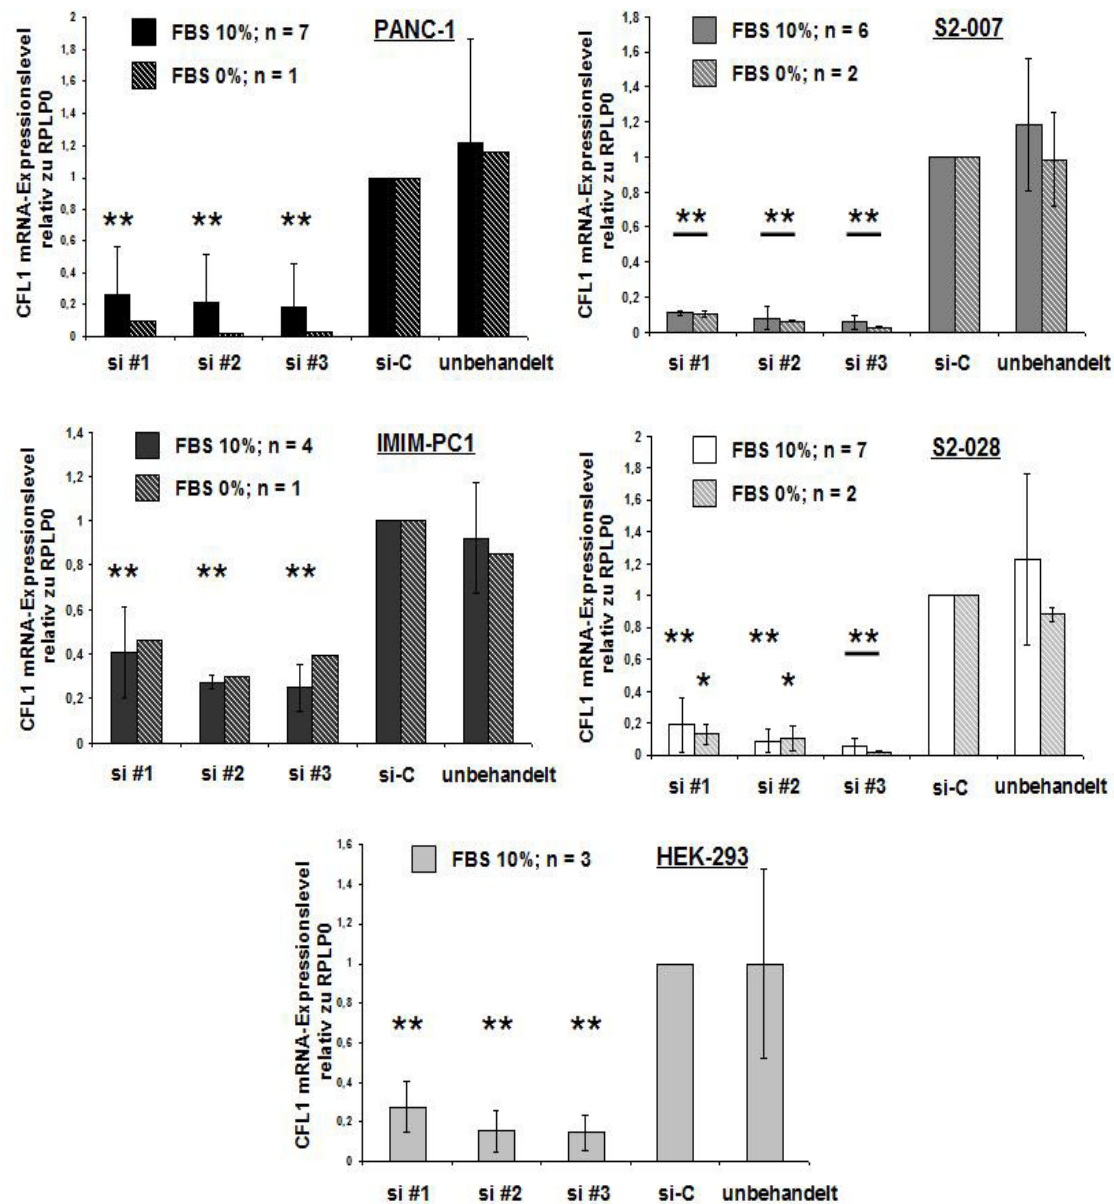 CFL1 mRNA-Expressionslevel
relativ zu RPLP0
2
1,8
1,6
1,4
1,2
1
0,8
0,6
0,4
0,2
0
FBS 10%; n = 7
FBS 0%; n = 1
PANC-1
** ** **
si #1 si #2 si #3 si-C unbehandelt
CFL1 mRNA-Expressionslevel
relativ zu RPLP0
1,8
1,6
1,4
1,2
1
0,8
0,6
0,4
0,2
0
FBS 10%; n = 6
FBS 0%; n = 2
S2-007
** ** **
si #1 si #2 si #3 si-C unbehandelt
CFL1 mRNA-Expressionslevel
relativ zu RPLP0
1,4
1,2
1
0,8
0,6
0,4
0,2
0
FBS 10%; n = 4
FBS 0%; n = 1
IMIM-PC1
** ** **
si #1 si #2 si #3 si-C unbehandelt
CFL1 mRNA-Expressionslevel
relativ zu RPLP0
2
1,8
1,6
1,4
1,2
1
0,8
0,6
0,4
0,2
0
FBS 10%; n = 7
FBS 0%; n = 2
S2-028
** ** **
* *
si #1 si #2 si #3 si-C unbehandelt
CFL1 mRNA-Expressionslevel
relativ zu RPLP0
1,6
1,4
1,2
1
0,8
0,6
0,4
0,2
0
FBS 10%; n = 3
HEK-293
** ** **
si #1 si #2 si #3 si-C unbehandelt